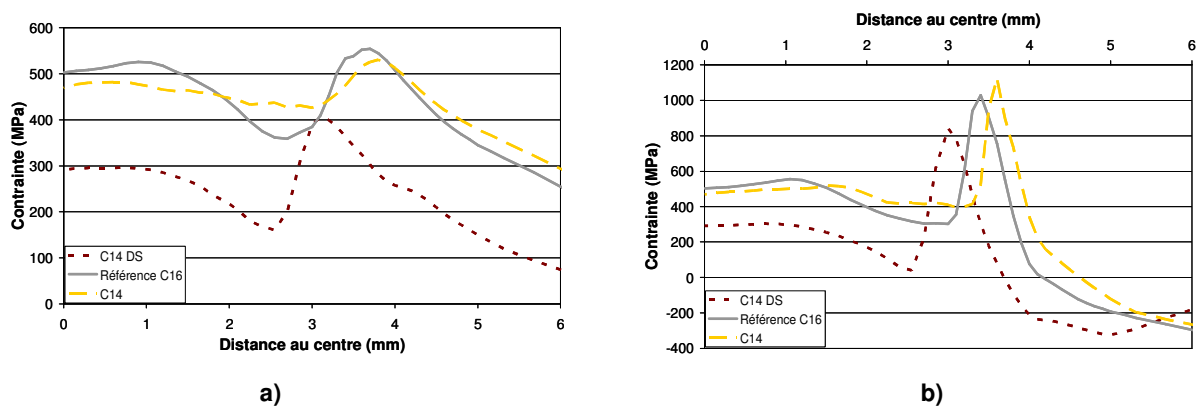 600
500
400
300
200
100
0
Contrainte (MPa)
0 1 2 3 4 5 6
Distance au centre (mm)
C14 DS
Référence C16
C14
a)
Distance au centre (mm)
0 1 2 3 4 5 6
1200
1000
800
600
400
200
0
-200
-400
Contrainte (MPa)
C14 DS
Référence C16
C14
b)